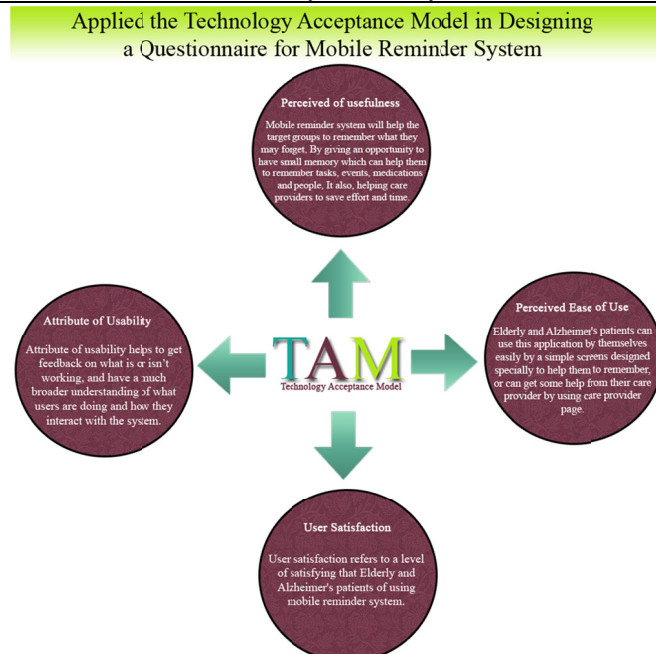 Applied the Technology Acceptance Model in Designing
a Questionnaire for Mobile Reminder System
Perceived of usefulness
Mobile reminder system will help the
target groups to remember what they
may forget, By giving an opportunity to
have small memory which can help them
to remember tasks, events, medications
and people, It also, helping care
providers to save effort and time.
Attribute of Usability
Attribute of usability helps to get
feedback on what is or isn't
working, and have a much
broader understanding of what
users are doing and how they
interact with the system.
TAM
Technology Acceptance Model
Perceived Ease of Use
Elderly and Alzheimer's patients can
use this application by themselves
easily by a simple screens designed
specially to help them to remember,
or can get some help from their care
provider by using care provider
page.
User Satisfaction
User satisfaction refers to a level
of satisfying that Elderly and
Alzheimer's patients of using
mobile reminder system.